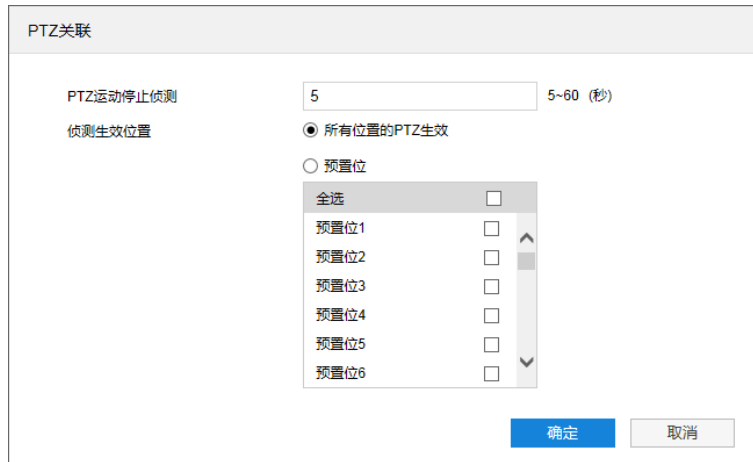 PTZ关联
PTZ运动停止侦测 5 5~60 (秒)
侦测生效位置 所有位置的PTZ生效
预置位
全选
预置位1
预置位2
预置位3
预置位4
预置位5
预置位6
确定 取消